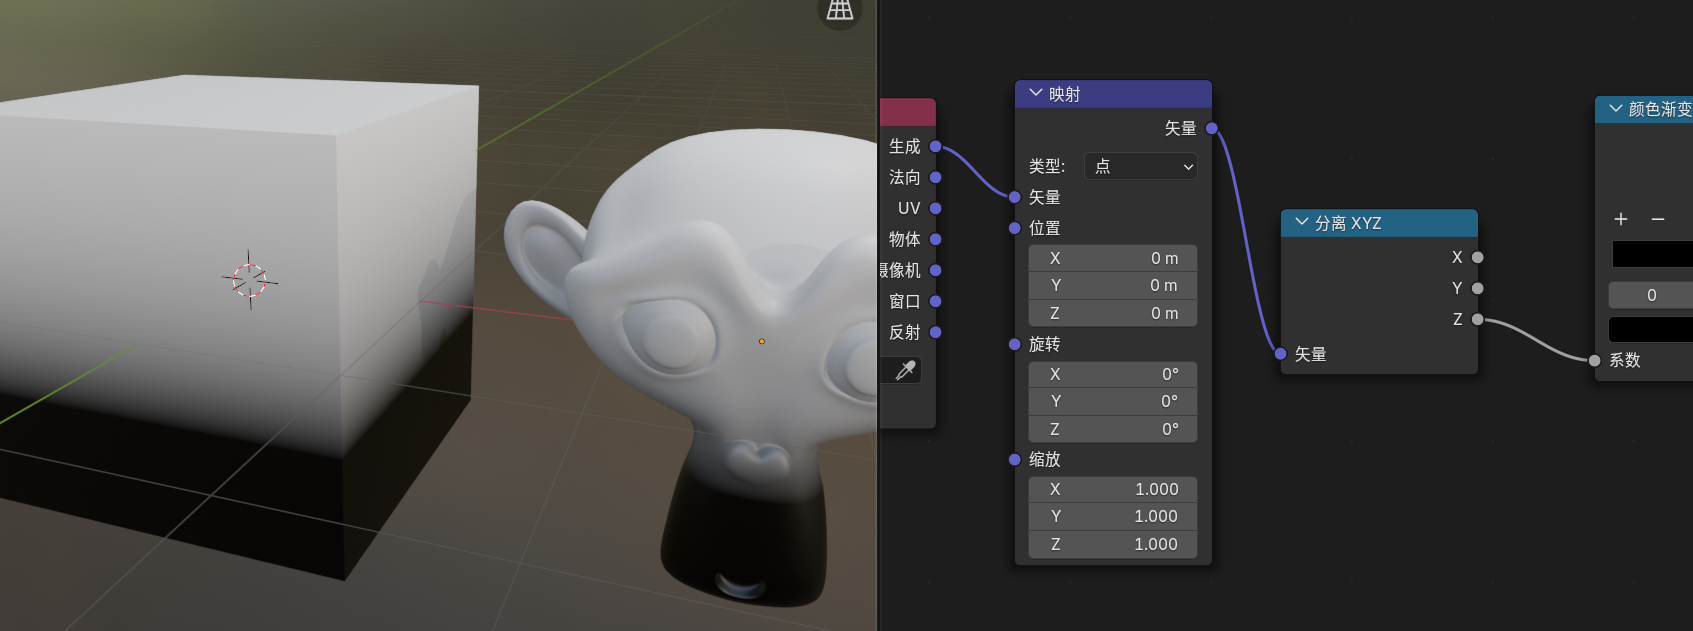 生成
法向
UV
物体
摄像机
窗口
反射
映射
矢量
类型:
点
矢量
位置
X 0 m
Y 0 m
Z 0 m
旋转
X 0°
Y 0°
Z 0°
缩放
X 1.000
Y 1.000
Z 1.000
分离 XYZ
X
Y
Z
矢量
颜色渐变
+ −
0
系数